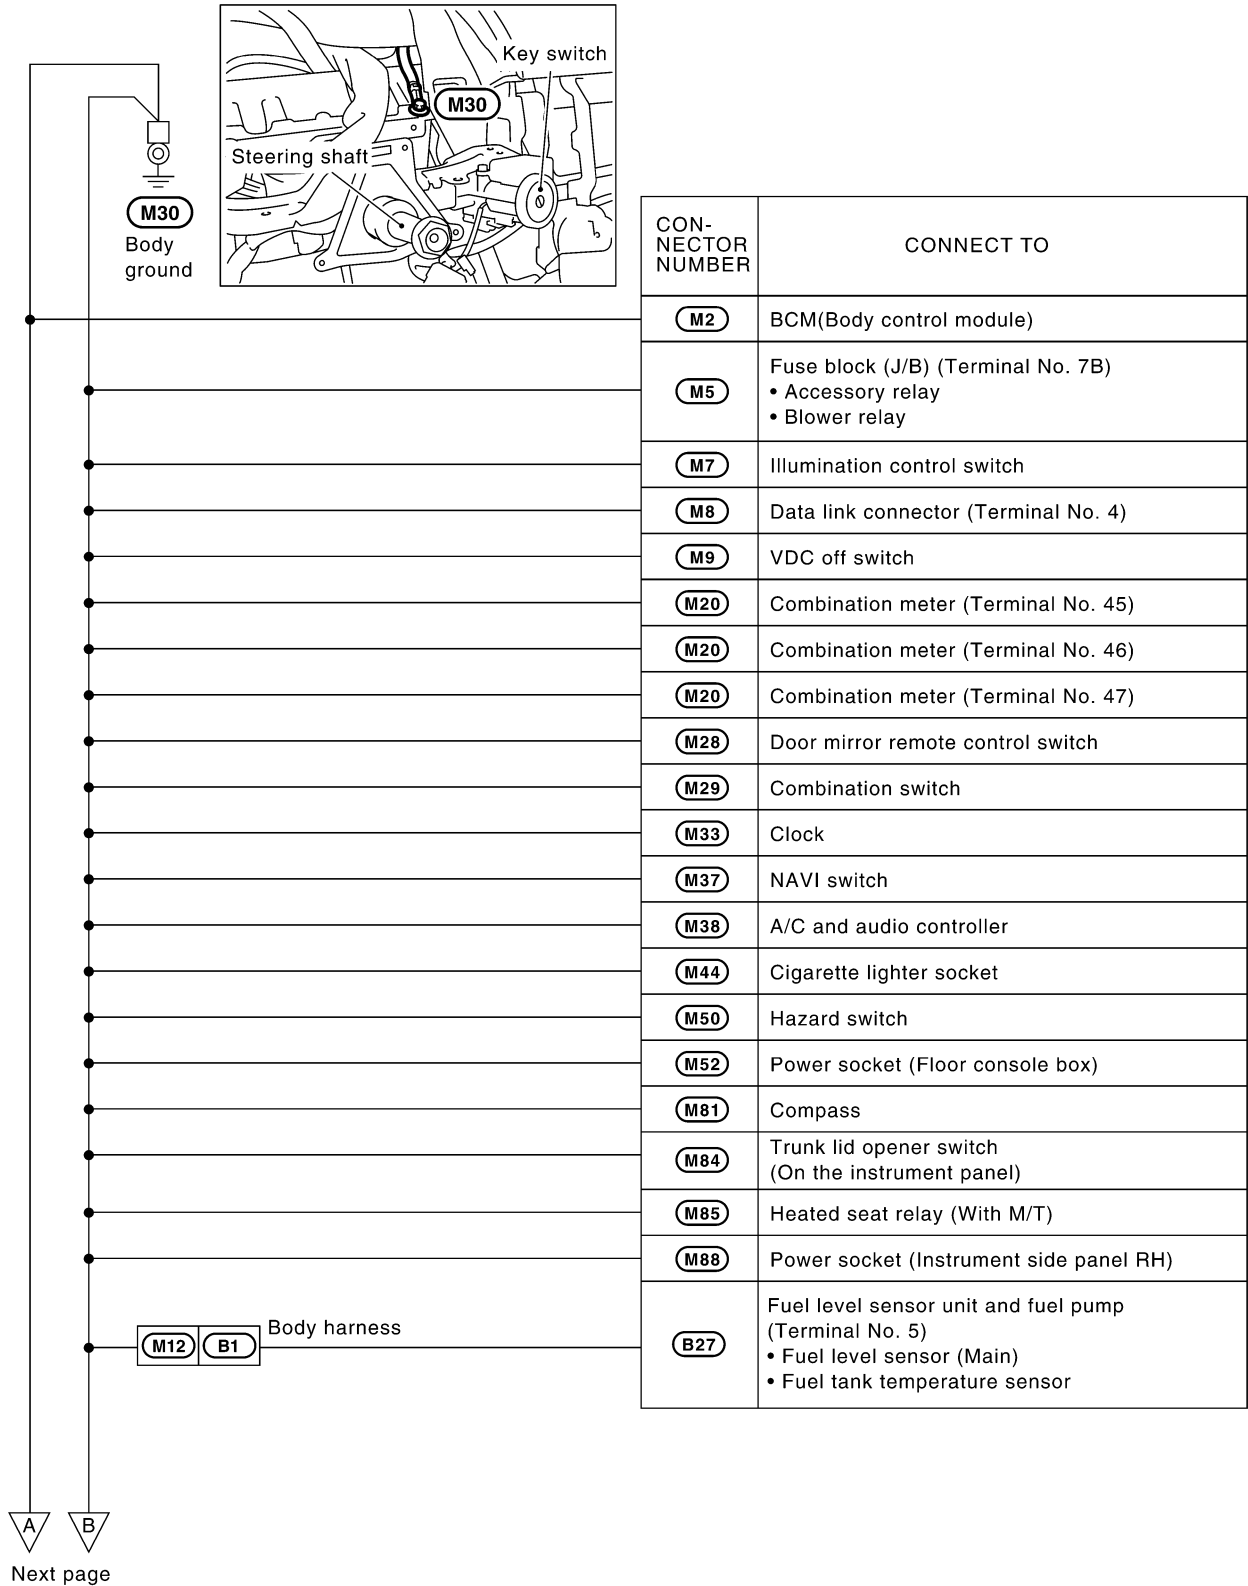 Key switch
M30
Steering shaft
M30
Body
ground
CON-
NECTOR
NUMBER
CONNECT TO
M2
BCM(Body control module)
M5
Fuse block (J/B) (Terminal No. 7B)
• Accessory relay
• Blower relay
M7
Illumination control switch
M8
Data link connector (Terminal No. 4)
M9
VDC off switch
M20
Combination meter (Terminal No. 45)
M20
Combination meter (Terminal No. 46)
M20
Combination meter (Terminal No. 47)
M28
Door mirror remote control switch
M29
Combination switch
M33
Clock
M37
NAVI switch
M38
A/C and audio controller
M44
Cigarette lighter socket
M50
Hazard switch
M52
Power socket (Floor console box)
M81
Compass
M84
Trunk lid opener switch
(On the instrument panel)
M85
Heated seat relay (With M/T)
M88
Power socket (Instrument side panel RH)
M12
B1
Body harness
B27
Fuel level sensor unit and fuel pump
(Terminal No. 5)
• Fuel level sensor (Main)
• Fuel tank temperature sensor
A
B
Next page